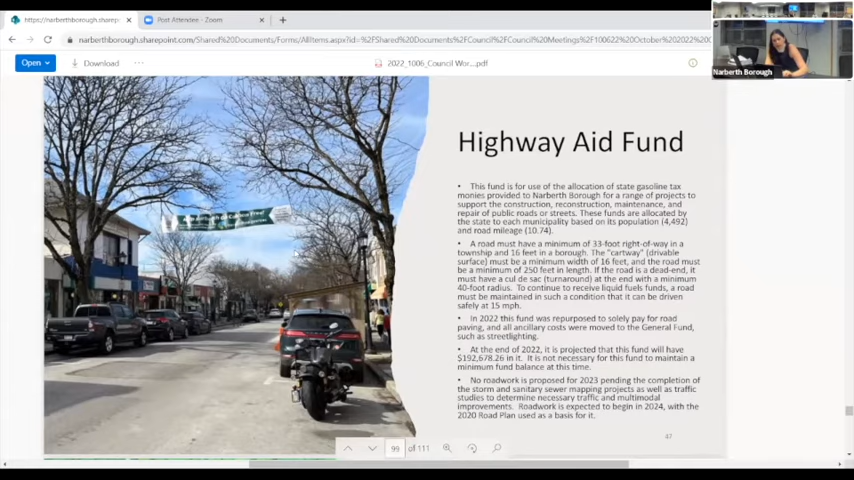 https://narberthborough.sharep
Post Attendee - Zoom
narberthborough.sharepoint.com/Shared%20Documents/Forms/AllItems.aspx?id=%2FShared%20Documents%2FCouncil%2FCouncil%20Meetings%2F100622%20October%202022%20
Open
Download
2022_1006_Council Wor...pdf
Narberth Borough
Highway Aid Fund
• This fund is for use of the allocation of state gasoline tax
monies provided to Narberth Borough for a range of projects to
support the construction, reconstruction, maintenance, and
repair of public roads or streets. These funds are allocated by
the state to each municipality based on its population (4,492)
and road mileage (10.74).
• A road must have a minimum of 33-foot right-of-way in a
township and 16 feet in a borough. The "cartway" (drivable
surface) must be a minimum width of 16 feet, and the road must
be a minimum of 250 feet in length. If the road is a dead-end, it
must have a cul de sac (turnaround) at the end with a minimum
40-foot radius. To continue to receive liquid fuels funds, a road
must be maintained in such a condition that it can be driven
safely at 15 mph.
• In 2022 this fund was repurposed to solely pay for road
paving, and all ancillary costs were moved to the General Fund,
such as streetlighting.
• At the end of 2022, it is projected that this fund will have
$192,678.26 in it. It is not necessary for this fund to maintain a
minimum fund balance at this time.
• No roadwork is proposed for 2023 pending the completion of
the storm and sanitary sewer mapping projects as well as traffic
studies to determine necessary traffic and multimodal
improvements. Roadwork is expected to begin in 2024, with the
2020 Road Plan used as a basis for it.
47
99 of 111